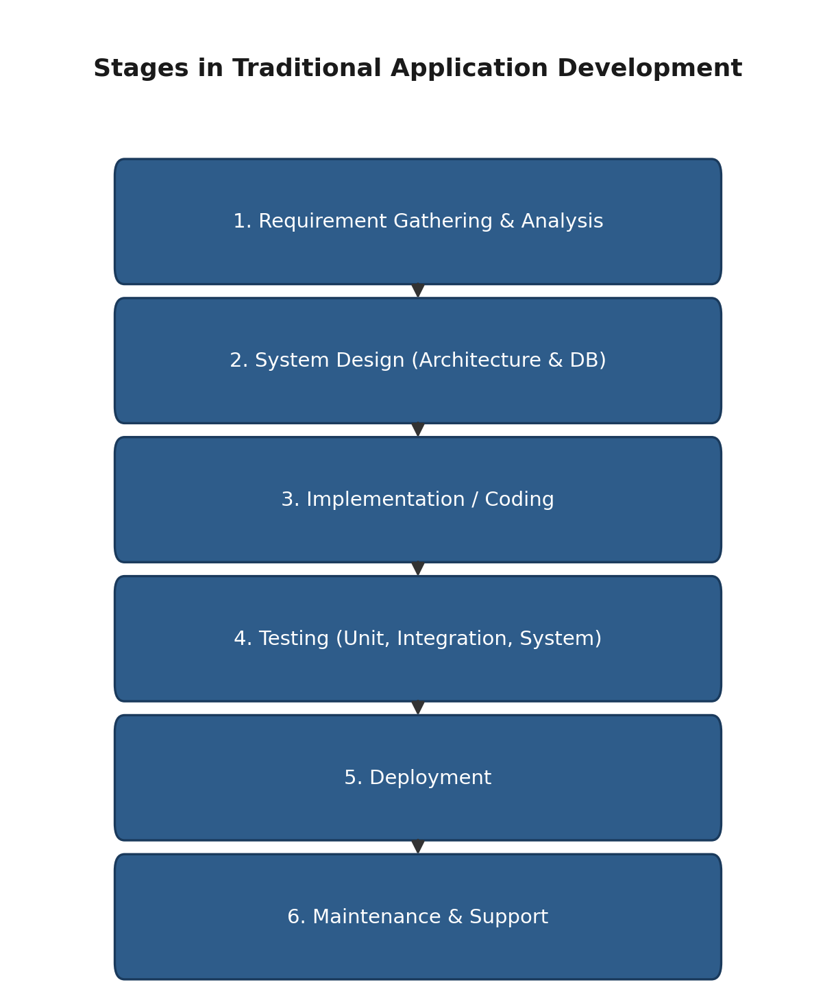 Stages in Traditional Application Development
1. Requirement Gathering & Analysis
2. System Design (Architecture & DB)
3. Implementation / Coding
4. Testing (Unit, Integration, System)
5. Deployment
6. Maintenance & Support